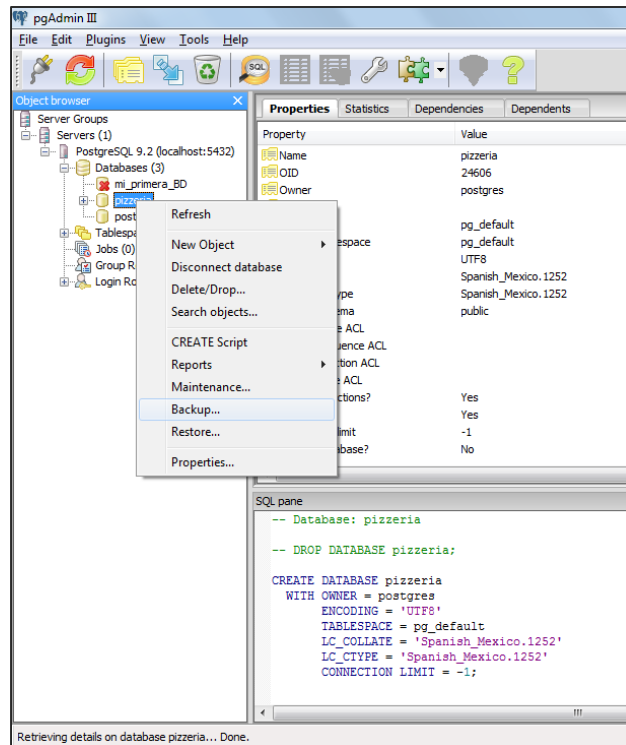 pgAdmin III
File Edit Plugins View Tools Help
SQL
Object browser
Server Groups
Servers (1)
PostgreSQL 9.2 (localhost:5432)
Databases (3)
mi_primera_BD
pizzeria
post
Tablespa
Jobs (0)
Group R
Login Ro
Refresh
New Object
Disconnect database
Delete/Drop...
Search objects...
CREATE Script
Reports
Maintenance...
Backup...
Restore...
Properties...
Properties Statistics Dependencies Dependents
Property Value
Name pizzeria
OID 24606
Owner postgres
pg_default
espace pg_default
UTF8
Spanish_Mexico.1252
ype Spanish_Mexico.1252
ema public
e ACL
uence ACL
tion ACL
e ACL
ctions? Yes
Yes
limit -1
abase? No
SQL pane
-- Database: pizzeria
-- DROP DATABASE pizzeria;
CREATE DATABASE pizzeria
WITH OWNER = postgres
ENCODING = 'UTF8'
TABLESPACE = pg_default
LC_COLLATE = 'Spanish_Mexico.1252'
LC_CTYPE = 'Spanish_Mexico.1252'
CONNECTION LIMIT = -1;
Retrieving details on database pizzeria... Done.